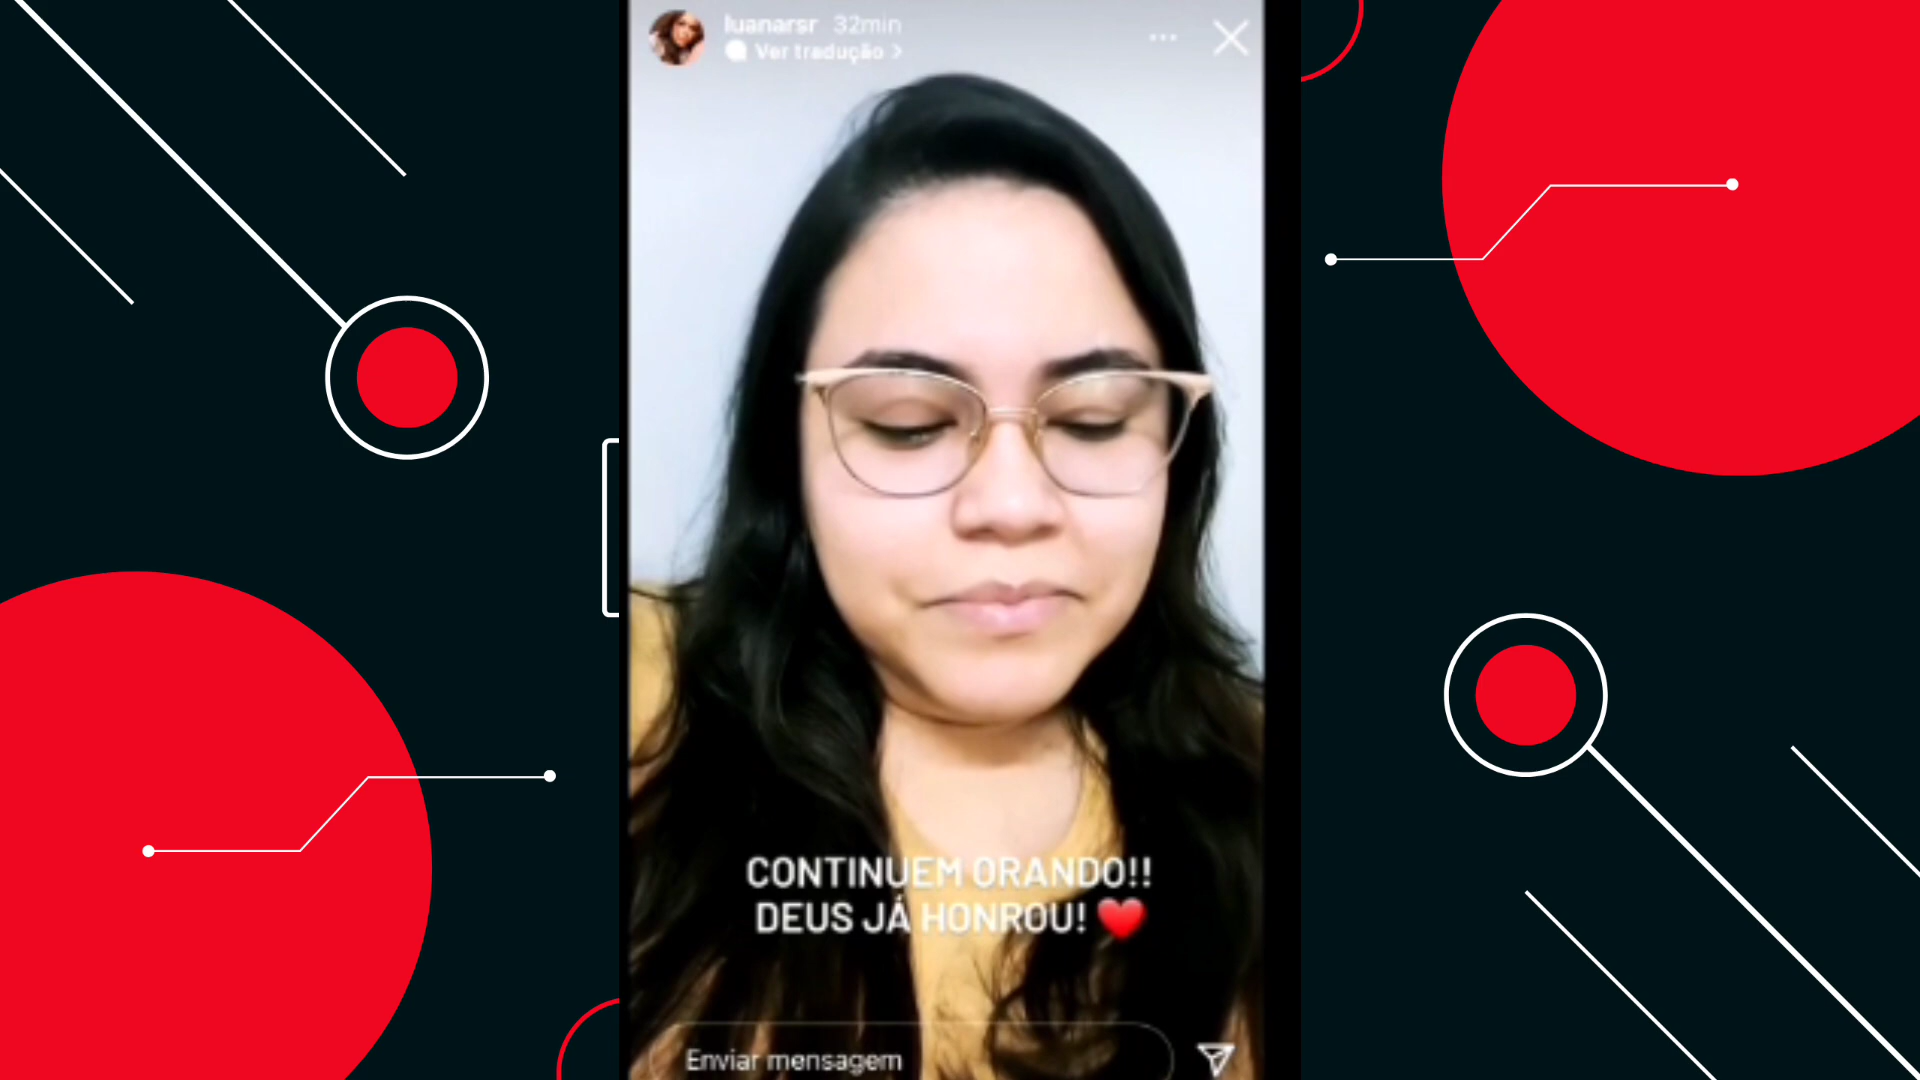 luanarsr 32min
Ver tradução >
CONTINUEM ORANDO!!
DEUS JÁ HONROU! ❤️
Enviar mensagem